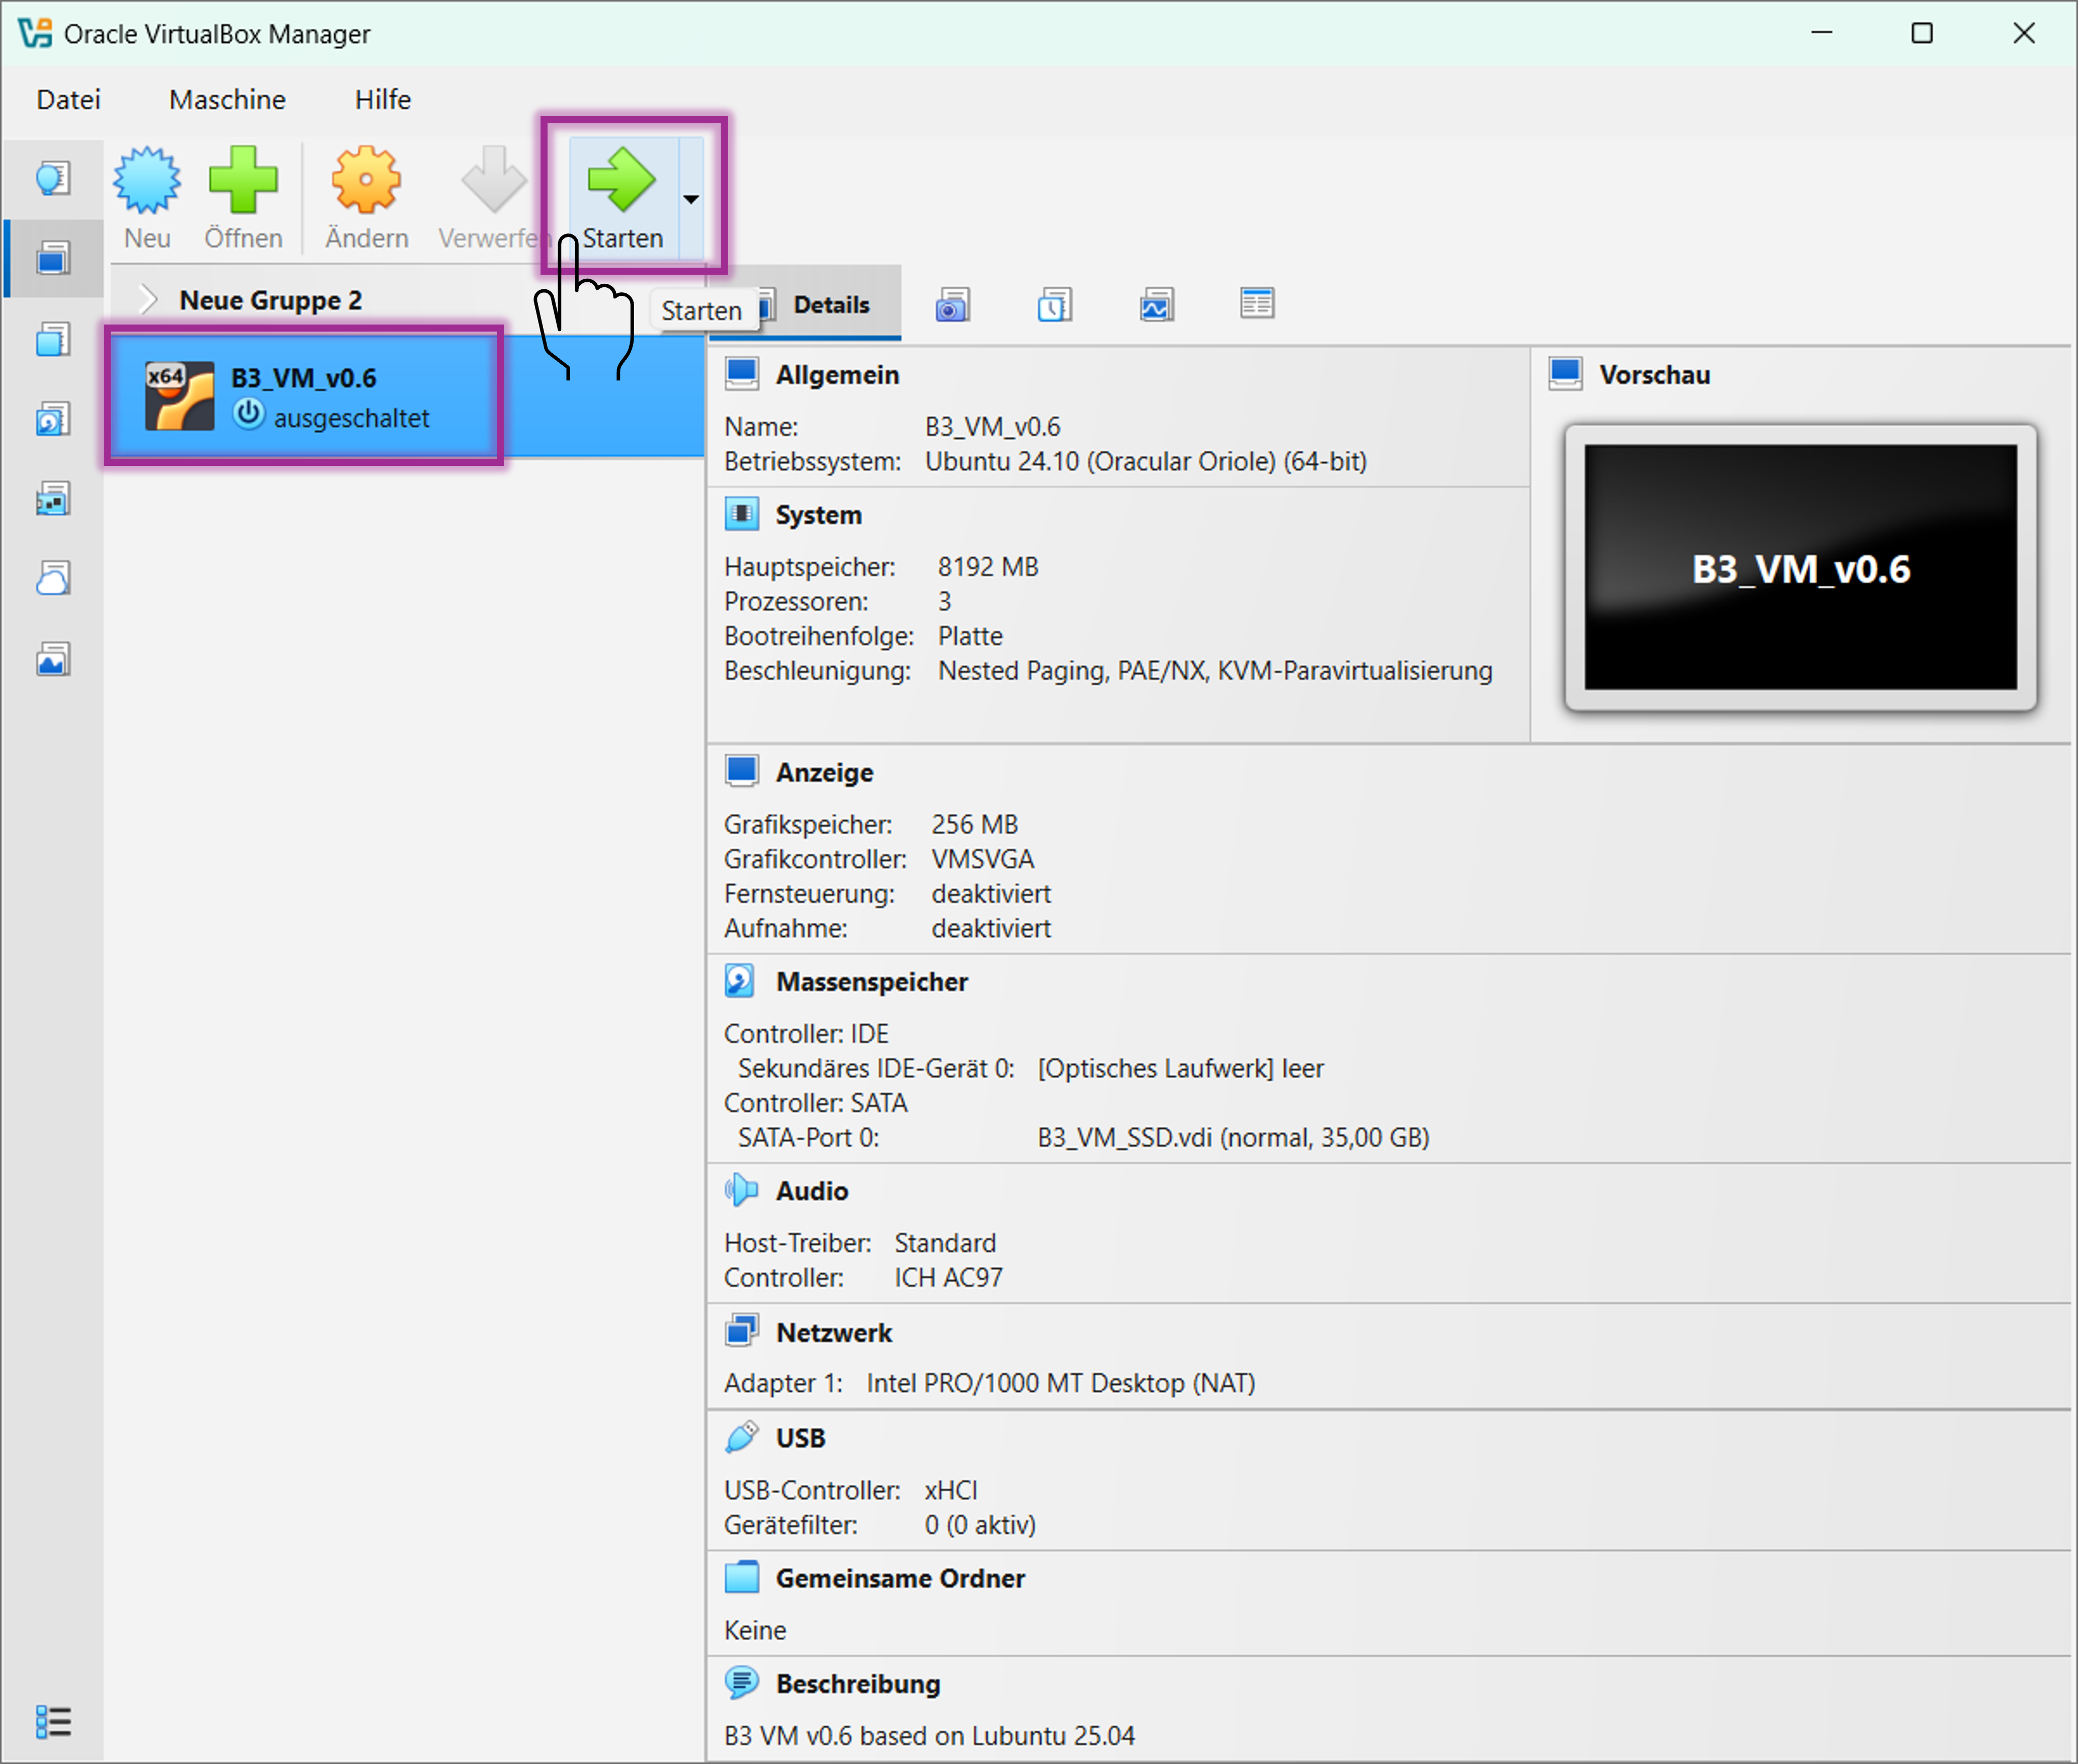 Oracle VirtualBox Manager
Datei Maschine Hilfe
Neu Öffnen Ändern Verwerfen Starten
Neue Gruppe 2
Starten
Details
x64
B3_VM_v0.6
ausgeschaltet
Allgemein
Name: B3_VM_v0.6
Betriebssystem: Ubuntu 24.10 (Oracular Oriole) (64-bit)
System
Hauptspeicher: 8192 MB
Prozessoren: 3
Bootreihenfolge: Platte
Beschleunigung: Nested Paging, PAE/NX, KVM-Paravirtualisierung
Vorschau
B3_VM_v0.6
Anzeige
Grafikspeicher: 256 MB
Grafikcontroller: VMSVGA
Fernsteuerung: deaktiviert
Aufnahme: deaktiviert
Massenspeicher
Controller: IDE
Sekundäres IDE-Gerät 0: [Optisches Laufwerk] leer
Controller: SATA
SATA-Port 0: B3_VM_SSD.vdi (normal, 35,00 GB)
Audio
Host-Treiber: Standard
Controller: ICH AC97
Netzwerk
Adapter 1: Intel PRO/1000 MT Desktop (NAT)
USB
USB-Controller: xHCI
Gerätefilter: 0 (0 aktiv)
Gemeinsame Ordner
Keine
Beschreibung
B3 VM v0.6 based on Lubuntu 25.04